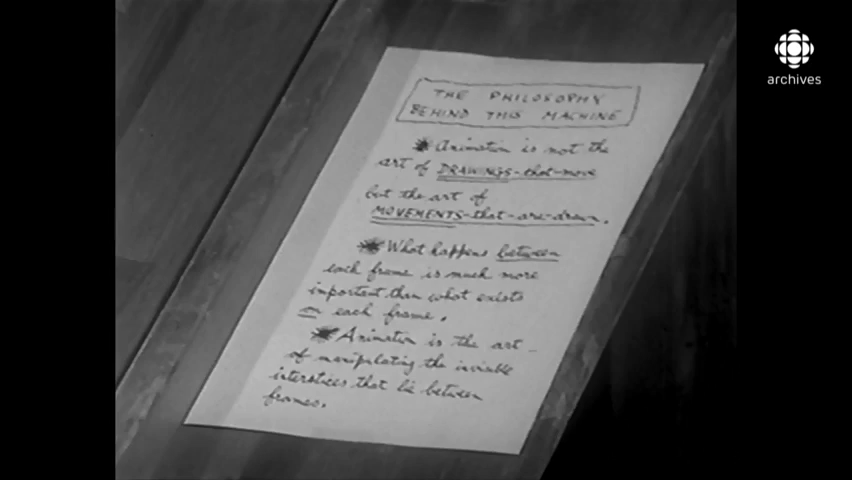 THE PHILOSOPHY
BEHIND THIS MACHINE
Animation is not the
art of DRAWINGS-that-move
but the art of
MOVEMENTS-that-are-drawn.
What happens between
each frame is much more
important than what exists
on each frame.
Animation is the art
of manipulating the invisible
interstices that lie between
frames.
archives